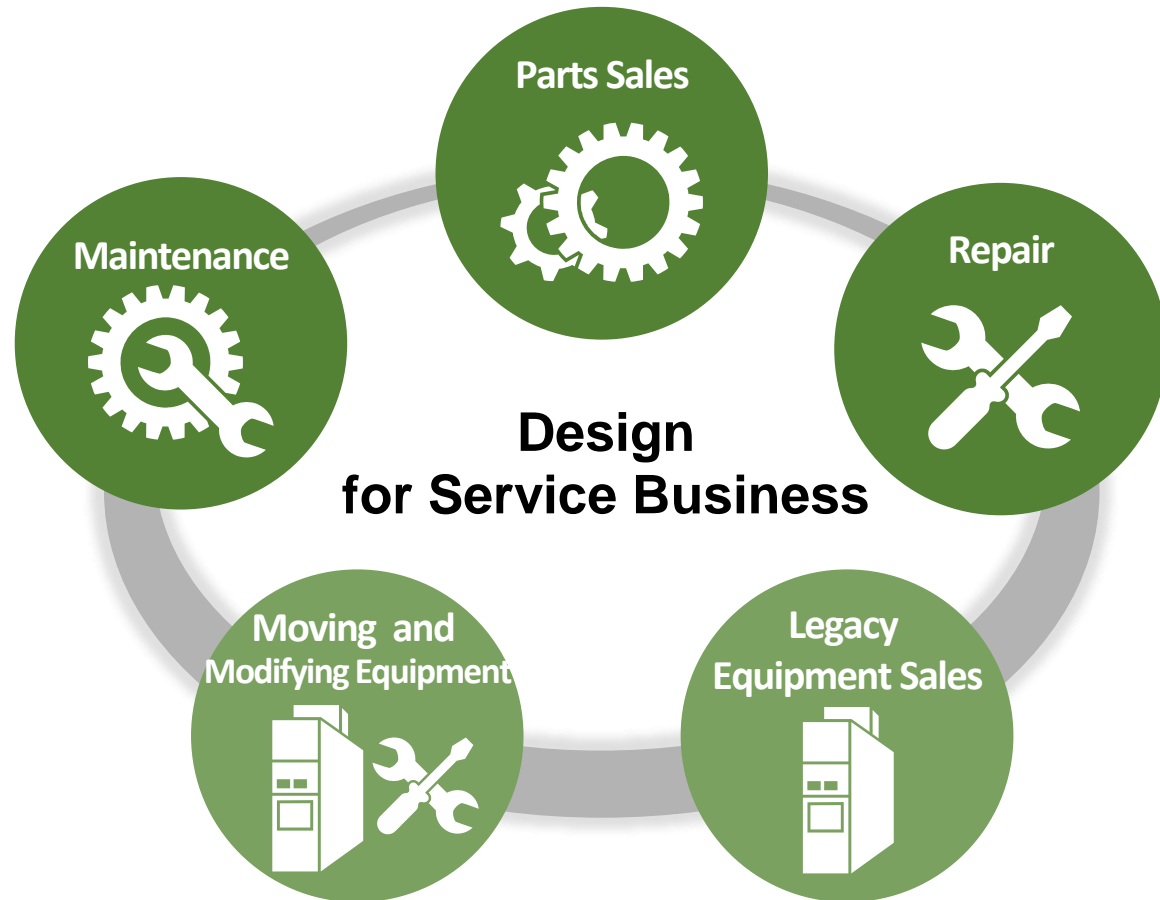 Parts Sales
Maintenance
Repair
Design
for Service Business
Moving and
Modifying Equipment
Legacy
Equipment Sales